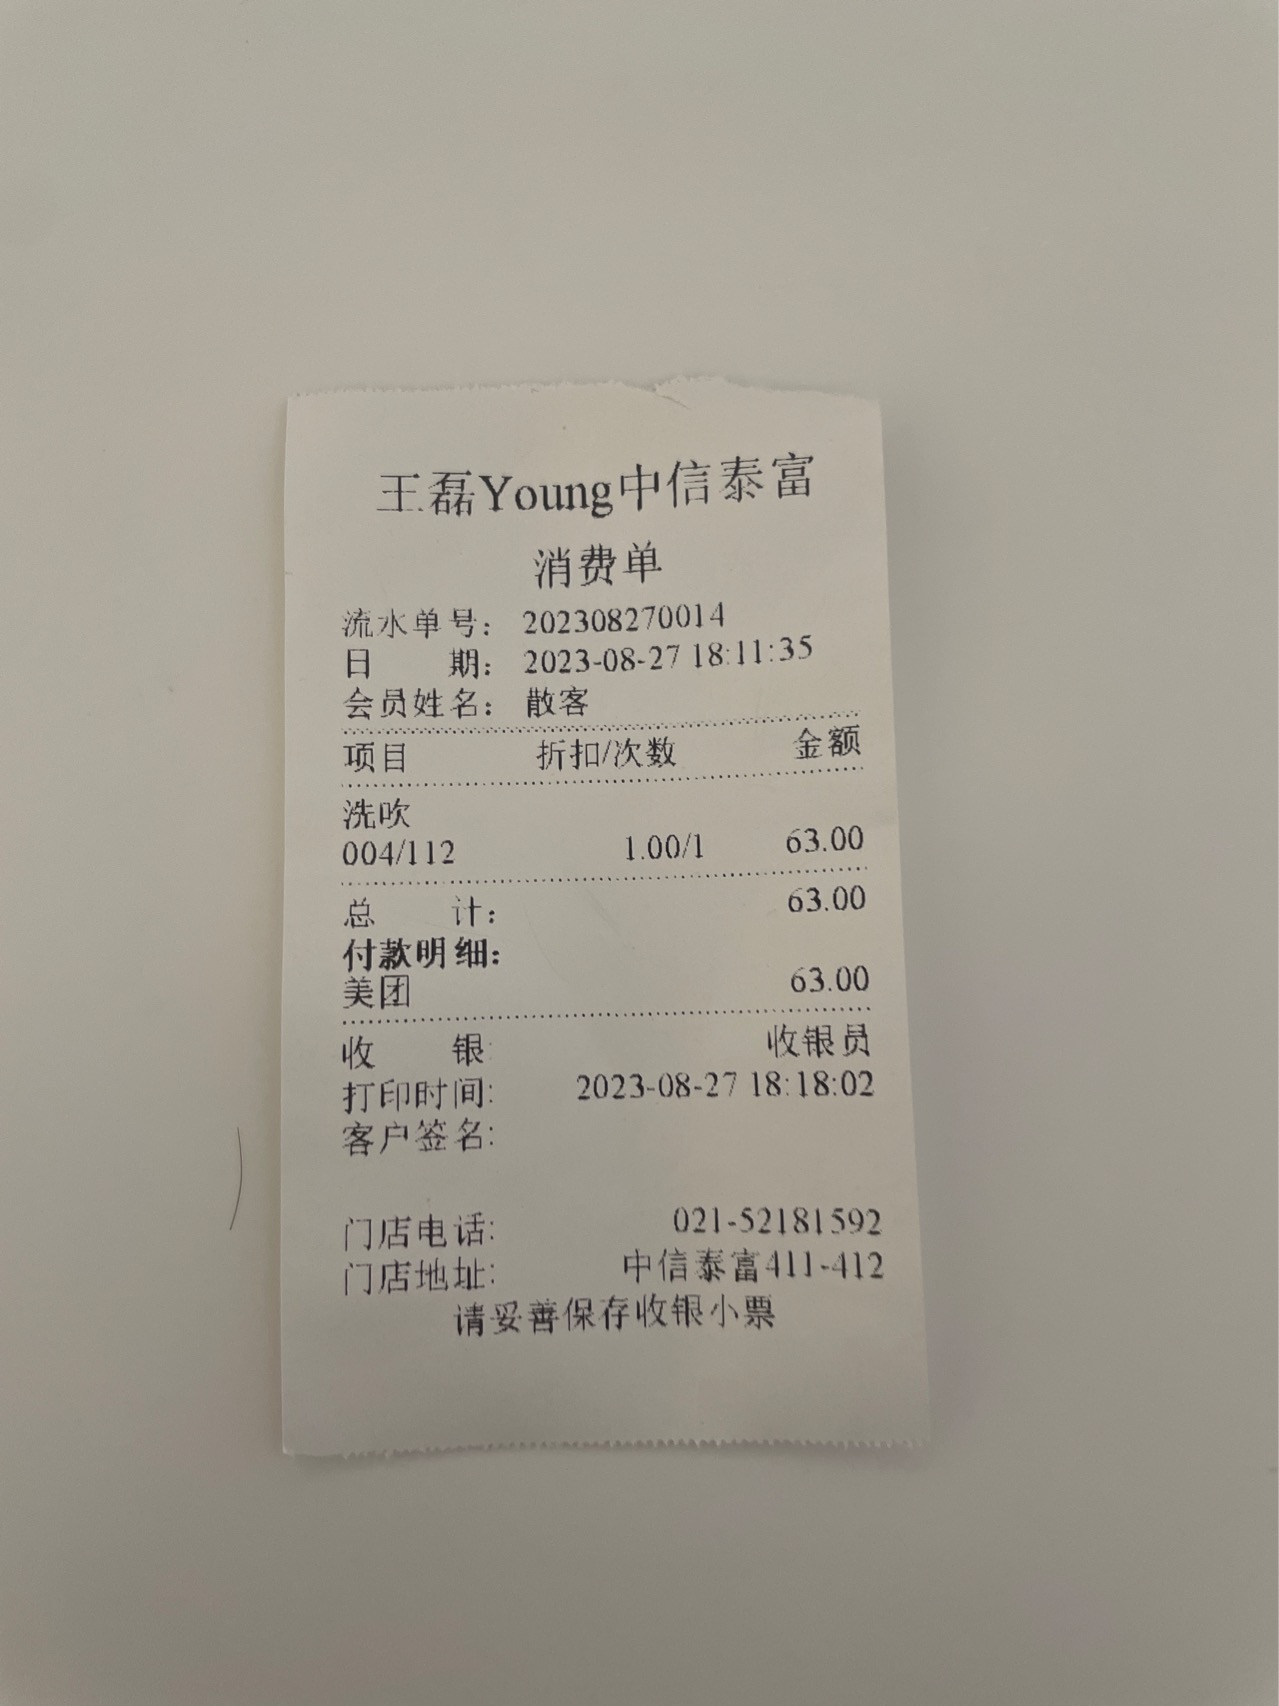 王磊Young中信泰富
消费单
流水单号： 202308270014
日　　期： 2023-08-27 18:11:35
会员姓名： 散客
项目 折扣/次数 金额
洗吹
004/112 1.00/1 63.00
总　　计： 63.00
付款明细：
美团 63.00
收　　银: 收银员
打印时间: 2023-08-27 18:18:02
客户签名:
门店电话: 021-52181592
门店地址: 中信泰富411-412
请妥善保存收银小票